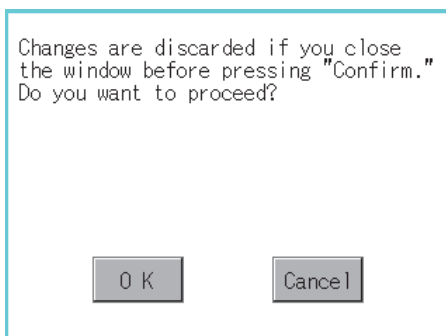 Changes are discarded if you close
the window before pressing "Confirm."
Do you want to proceed?
O K
Cancel